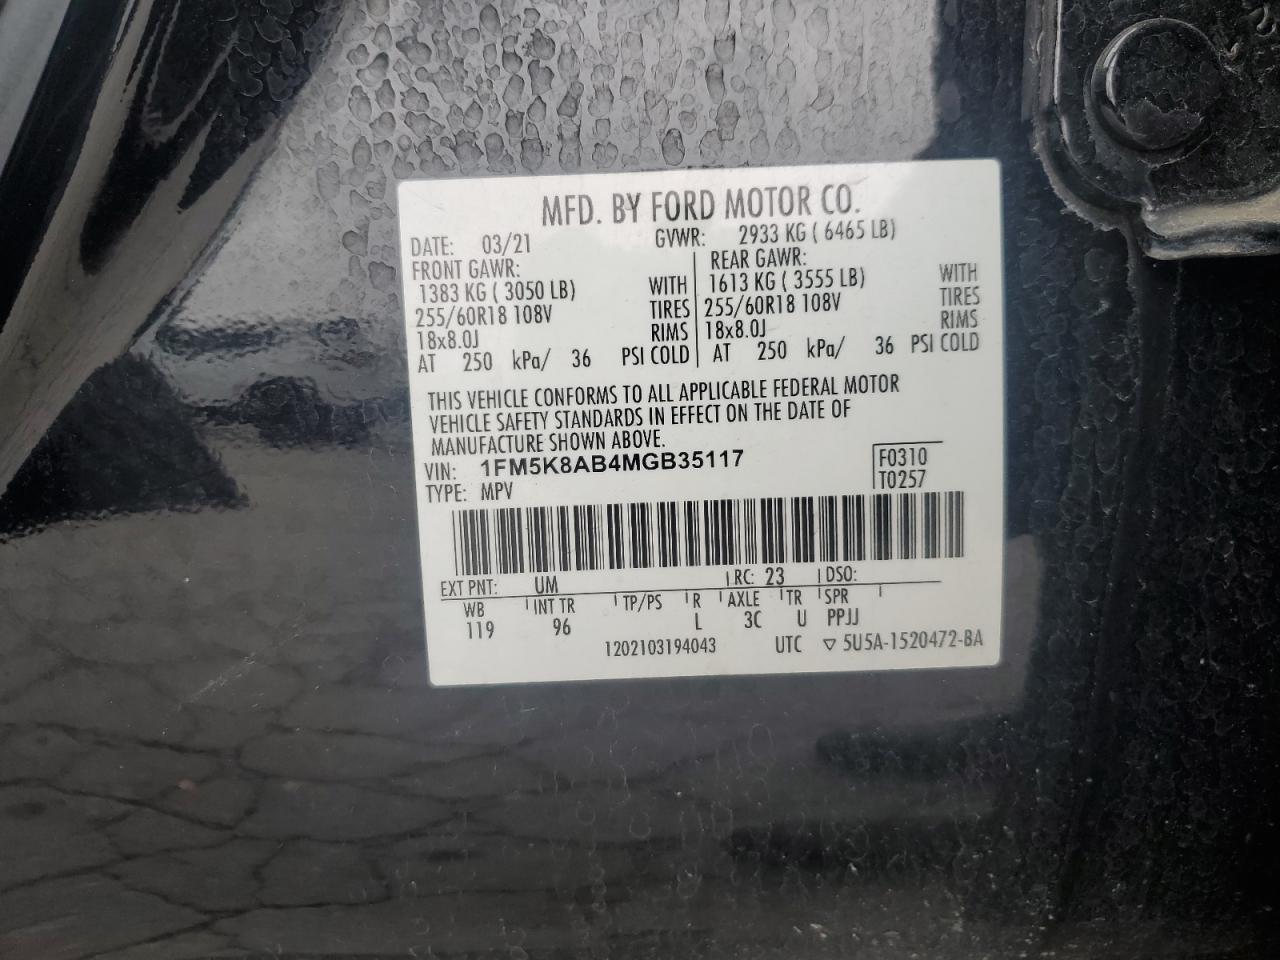 MFD. BY FORD MOTOR CO.
DATE: 03/21 GVWR: 2933 KG ( 6465 LB)
FRONT GAWR: REAR GAWR:
1383 KG ( 3050 LB) WITH 1613 KG ( 3555 LB) WITH
255/60R18 108V TIRES 255/60R18 108V TIRES
18x8.0J RIMS 18x8.0J RIMS
AT 250 kPa/ 36 PSI COLD AT 250 kPa/ 36 PSI COLD
THIS VEHICLE CONFORMS TO ALL APPLICABLE FEDERAL MOTOR
VEHICLE SAFETY STANDARDS IN EFFECT ON THE DATE OF
MANUFACTURE SHOWN ABOVE.
VIN: 1FM5K8AB4MGB35117 F0310
TYPE: MPV T0257
EXT PNT: UM RC: 23 DSO:
WB INT TR TP/PS R AXLE TR SPR
119 96 L 3C U PPJJ
1202103194043 UTC ▽ 5U5A-1520472-BA